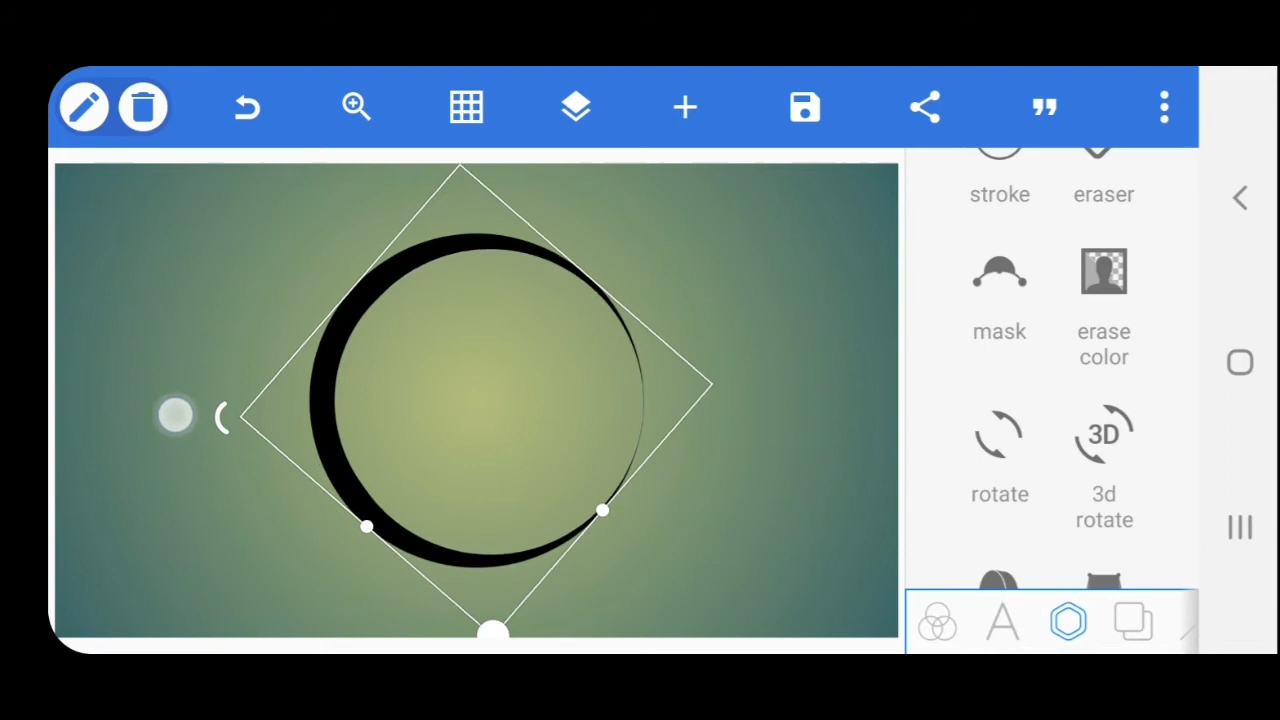 stroke
eraser
mask
erase
color
rotate
3D
3d
rotate
A